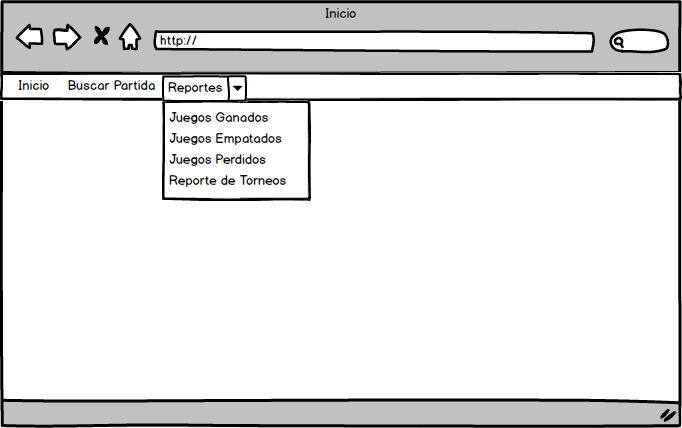 Inicio
http://
Inicio Buscar Partida Reportes
Juegos Ganados
Juegos Empatados
Juegos Perdidos
Reporte de Torneos